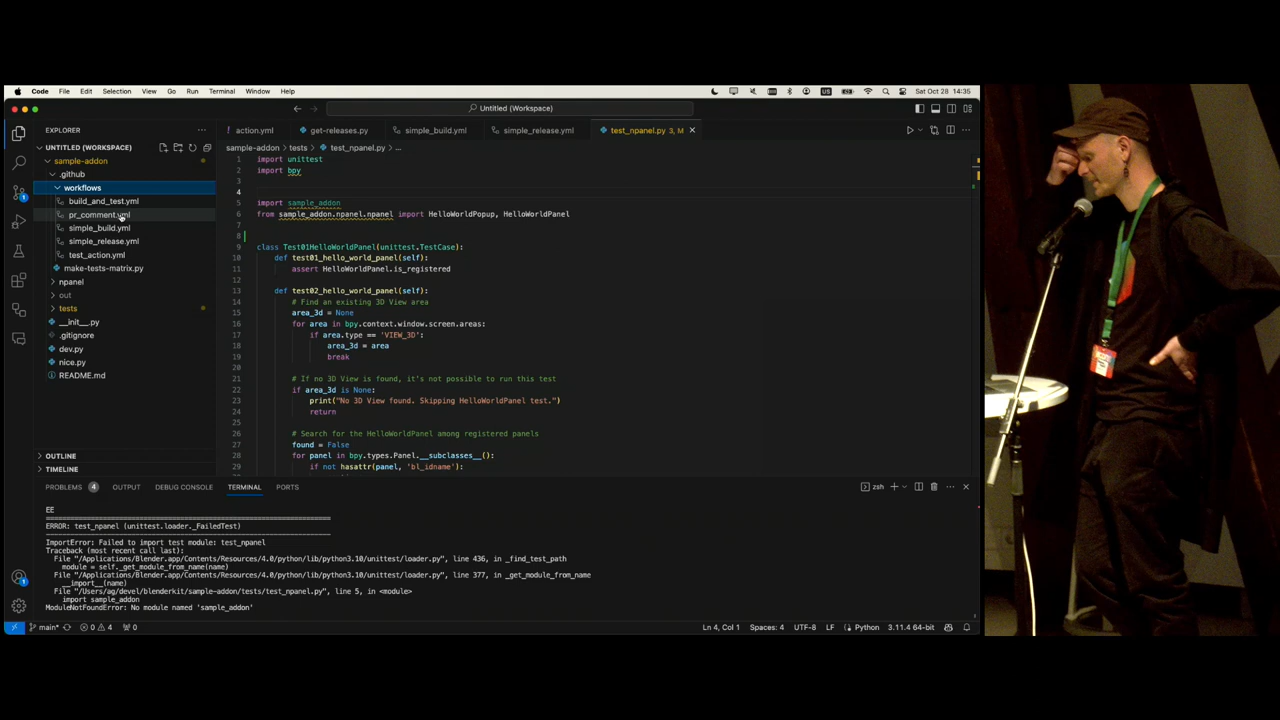 Code File Edit Selection View Go Run Terminal Window Help
US
Sat Oct 28 14:35
Untitled (Workspace)
EXPLORER
action.yml
get-releases.py
simple_build.yml
simple_release.yml
test_npanel.py 3, M
UNTITLED (WORKSPACE)
sample-addon
.github
workflows
build_and_test.yml
pr_comment.yml
simple_build.yml
simple_release.yml
test_action.yml
make-tests-matrix.py
npanel
out
tests
__init__.py
.gitignore
dev.py
nice.py
README.md
OUTLINE
TIMELINE
sample-addon > tests > test_npanel.py > ...
1 import unittest
2 import bpy
3
4
5 import sample_addon
6 from sample_addon.npanel.npanel import HelloWorldPopup, HelloWorldPanel
7
8
9 class Test01HelloWorldPanel(unittest.TestCase):
10 def test01_hello_world_panel(self):
11 assert HelloWorldPanel.is_registered
12
13 def test02_hello_world_panel(self):
14 # Find an existing 3D View area
15 area_3d = None
16 for area in bpy.context.window.screen.areas:
17 if area.type == 'VIEW_3D':
18 area_3d = area
19 break
20
21 # If no 3D View is found, it's not possible to run this test
22 if area_3d is None:
23 print("No 3D View found. Skipping HelloWorldPanel test.")
24 return
25
26 # Search for the HelloWorldPanel among registered panels
27 found = False
28 for panel in bpy.types.Panel.__subclasses__():
29 if not hasattr(panel, 'bl_idname'):
PROBLEMS 4 OUTPUT DEBUG CONSOLE TERMINAL PORTS
zsh
EE
======================================================================
ERROR: test_npanel (unittest.loader._FailedTest)
----------------------------------------------------------------------
ImportError: Failed to import test module: test_npanel
Traceback (most recent call last):
File "/Applications/Blender.app/Contents/Resources/4.0/python/lib/python3.10/unittest/loader.py", line 436, in _find_test_path
module = self._get_module_from_name(name)
File "/Applications/Blender.app/Contents/Resources/4.0/python/lib/python3.10/unittest/loader.py", line 377, in _get_module_from_name
__import__(name)
File "/Users/ag/devel/blenderkit/sample-addon/tests/test_npanel.py", line 5, in <module>
import sample_addon
ModuleNotFoundError: No module named 'sample_addon'
main* 0 4 0
Ln 4, Col 1 Spaces: 4 UTF-8 LF Python 3.11.4 64-bit